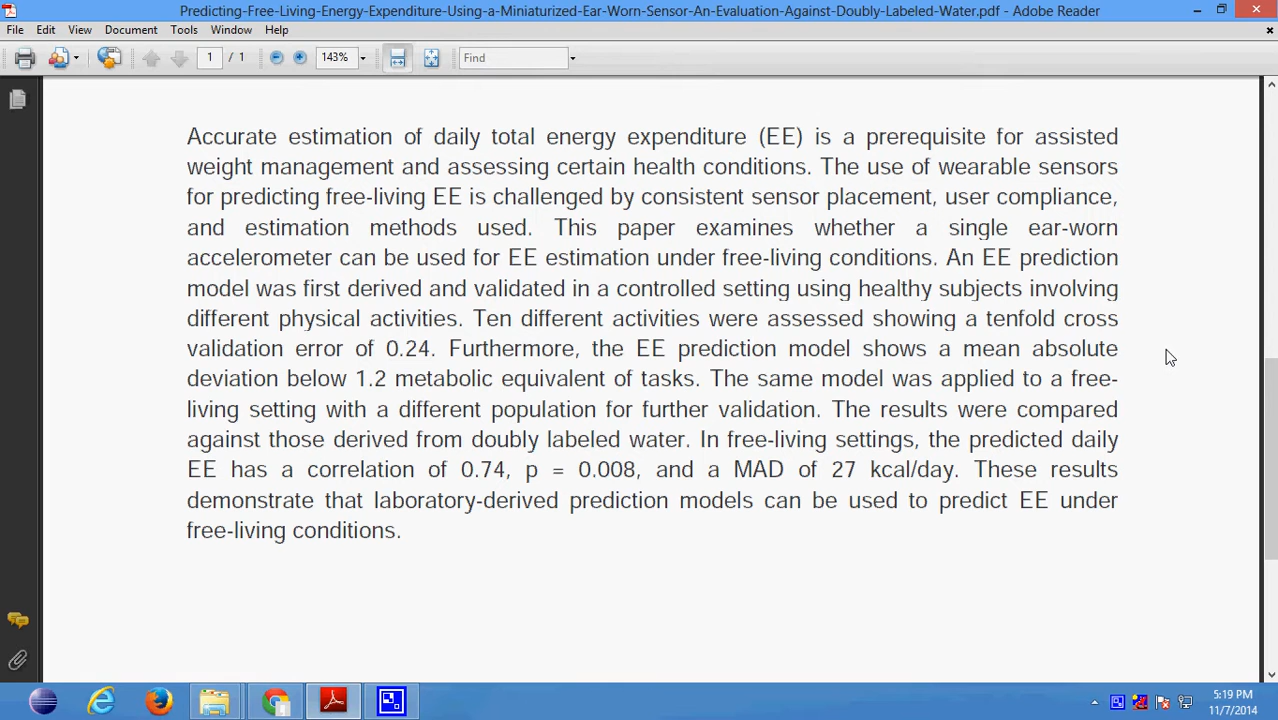 Predicting-Free-Living-Energy-Expenditure-Using-a-Miniaturized-Ear-Worn-Sensor-An-Evaluation-Against-Doubly-Labeled-Water.pdf - Adobe Reader
File Edit View Document Tools Window Help
1 / 1 143% Find
Accurate estimation of daily total energy expenditure (EE) is a prerequisite for assisted
weight management and assessing certain health conditions. The use of wearable sensors
for predicting free-living EE is challenged by consistent sensor placement, user compliance,
and estimation methods used. This paper examines whether a single ear-worn
accelerometer can be used for EE estimation under free-living conditions. An EE prediction
model was first derived and validated in a controlled setting using healthy subjects involving
different physical activities. Ten different activities were assessed showing a tenfold cross
validation error of 0.24. Furthermore, the EE prediction model shows a mean absolute
deviation below 1.2 metabolic equivalent of tasks. The same model was applied to a free-
living setting with a different population for further validation. The results were compared
against those derived from doubly labeled water. In free-living settings, the predicted daily
EE has a correlation of 0.74, p = 0.008, and a MAD of 27 kcal/day. These results
demonstrate that laboratory-derived prediction models can be used to predict EE under
free-living conditions.
5:19 PM
11/7/2014